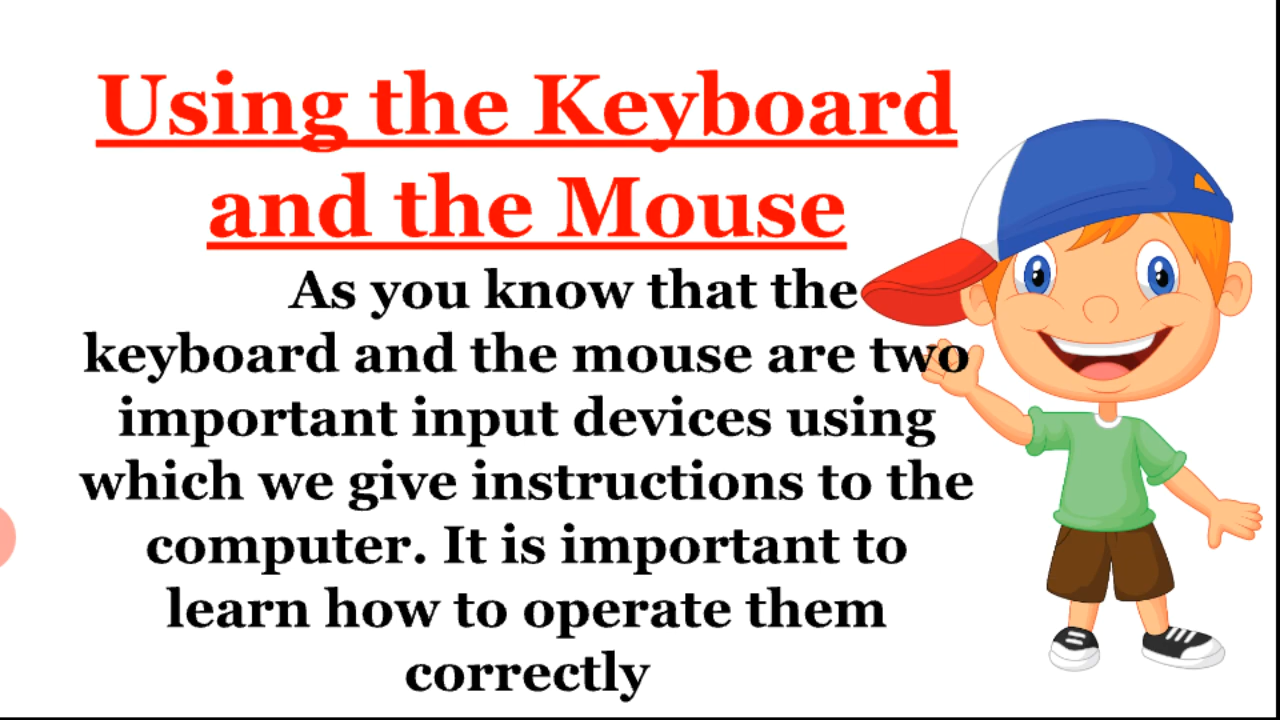 Using the Keyboard
and the Mouse
As you know that the
keyboard and the mouse are two
important input devices using
which we give instructions to the
computer. It is important to
learn how to operate them
correctly